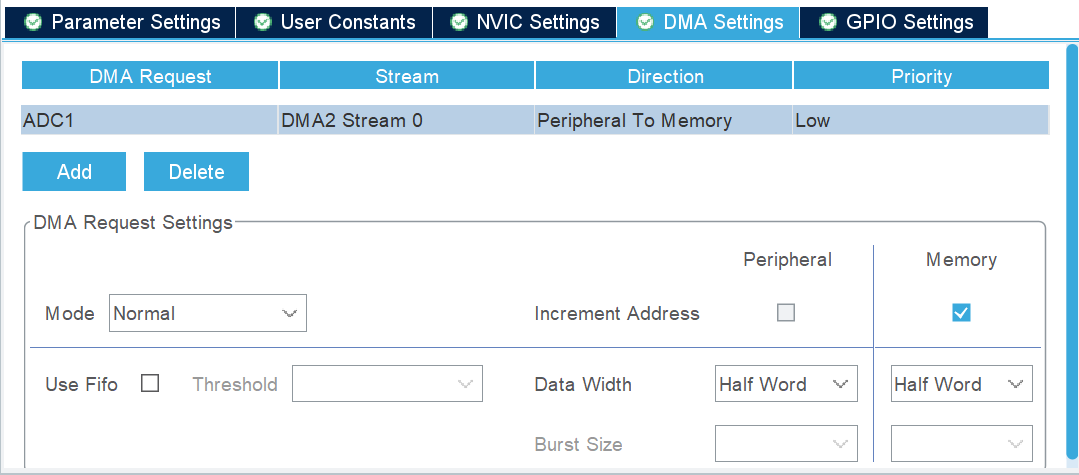 Parameter Settings User Constants NVIC Settings DMA Settings GPIO Settings
DMA Request Stream Direction Priority
ADC1 DMA2 Stream 0 Peripheral To Memory Low
Add Delete
DMA Request Settings
Peripheral Memory
Mode Normal Increment Address
Use Fifo Threshold Data Width Half Word Half Word
Burst Size